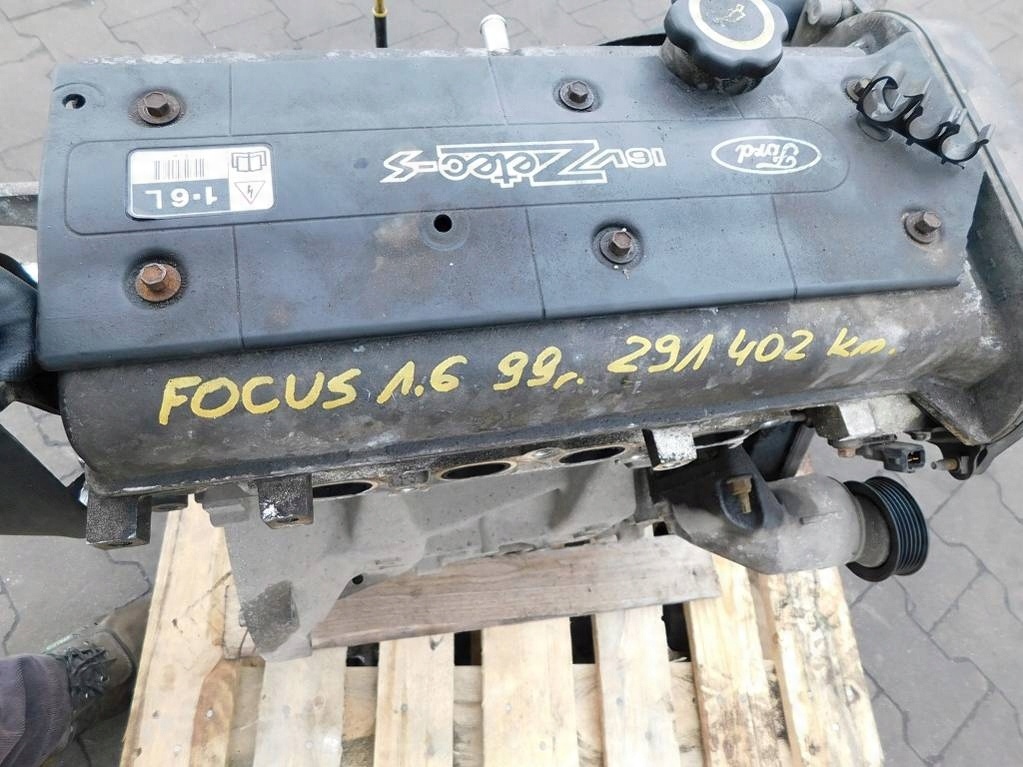 Ford
16V Zetec-S
1·6L
FOCUS 1.6 99r. 291 402 km.